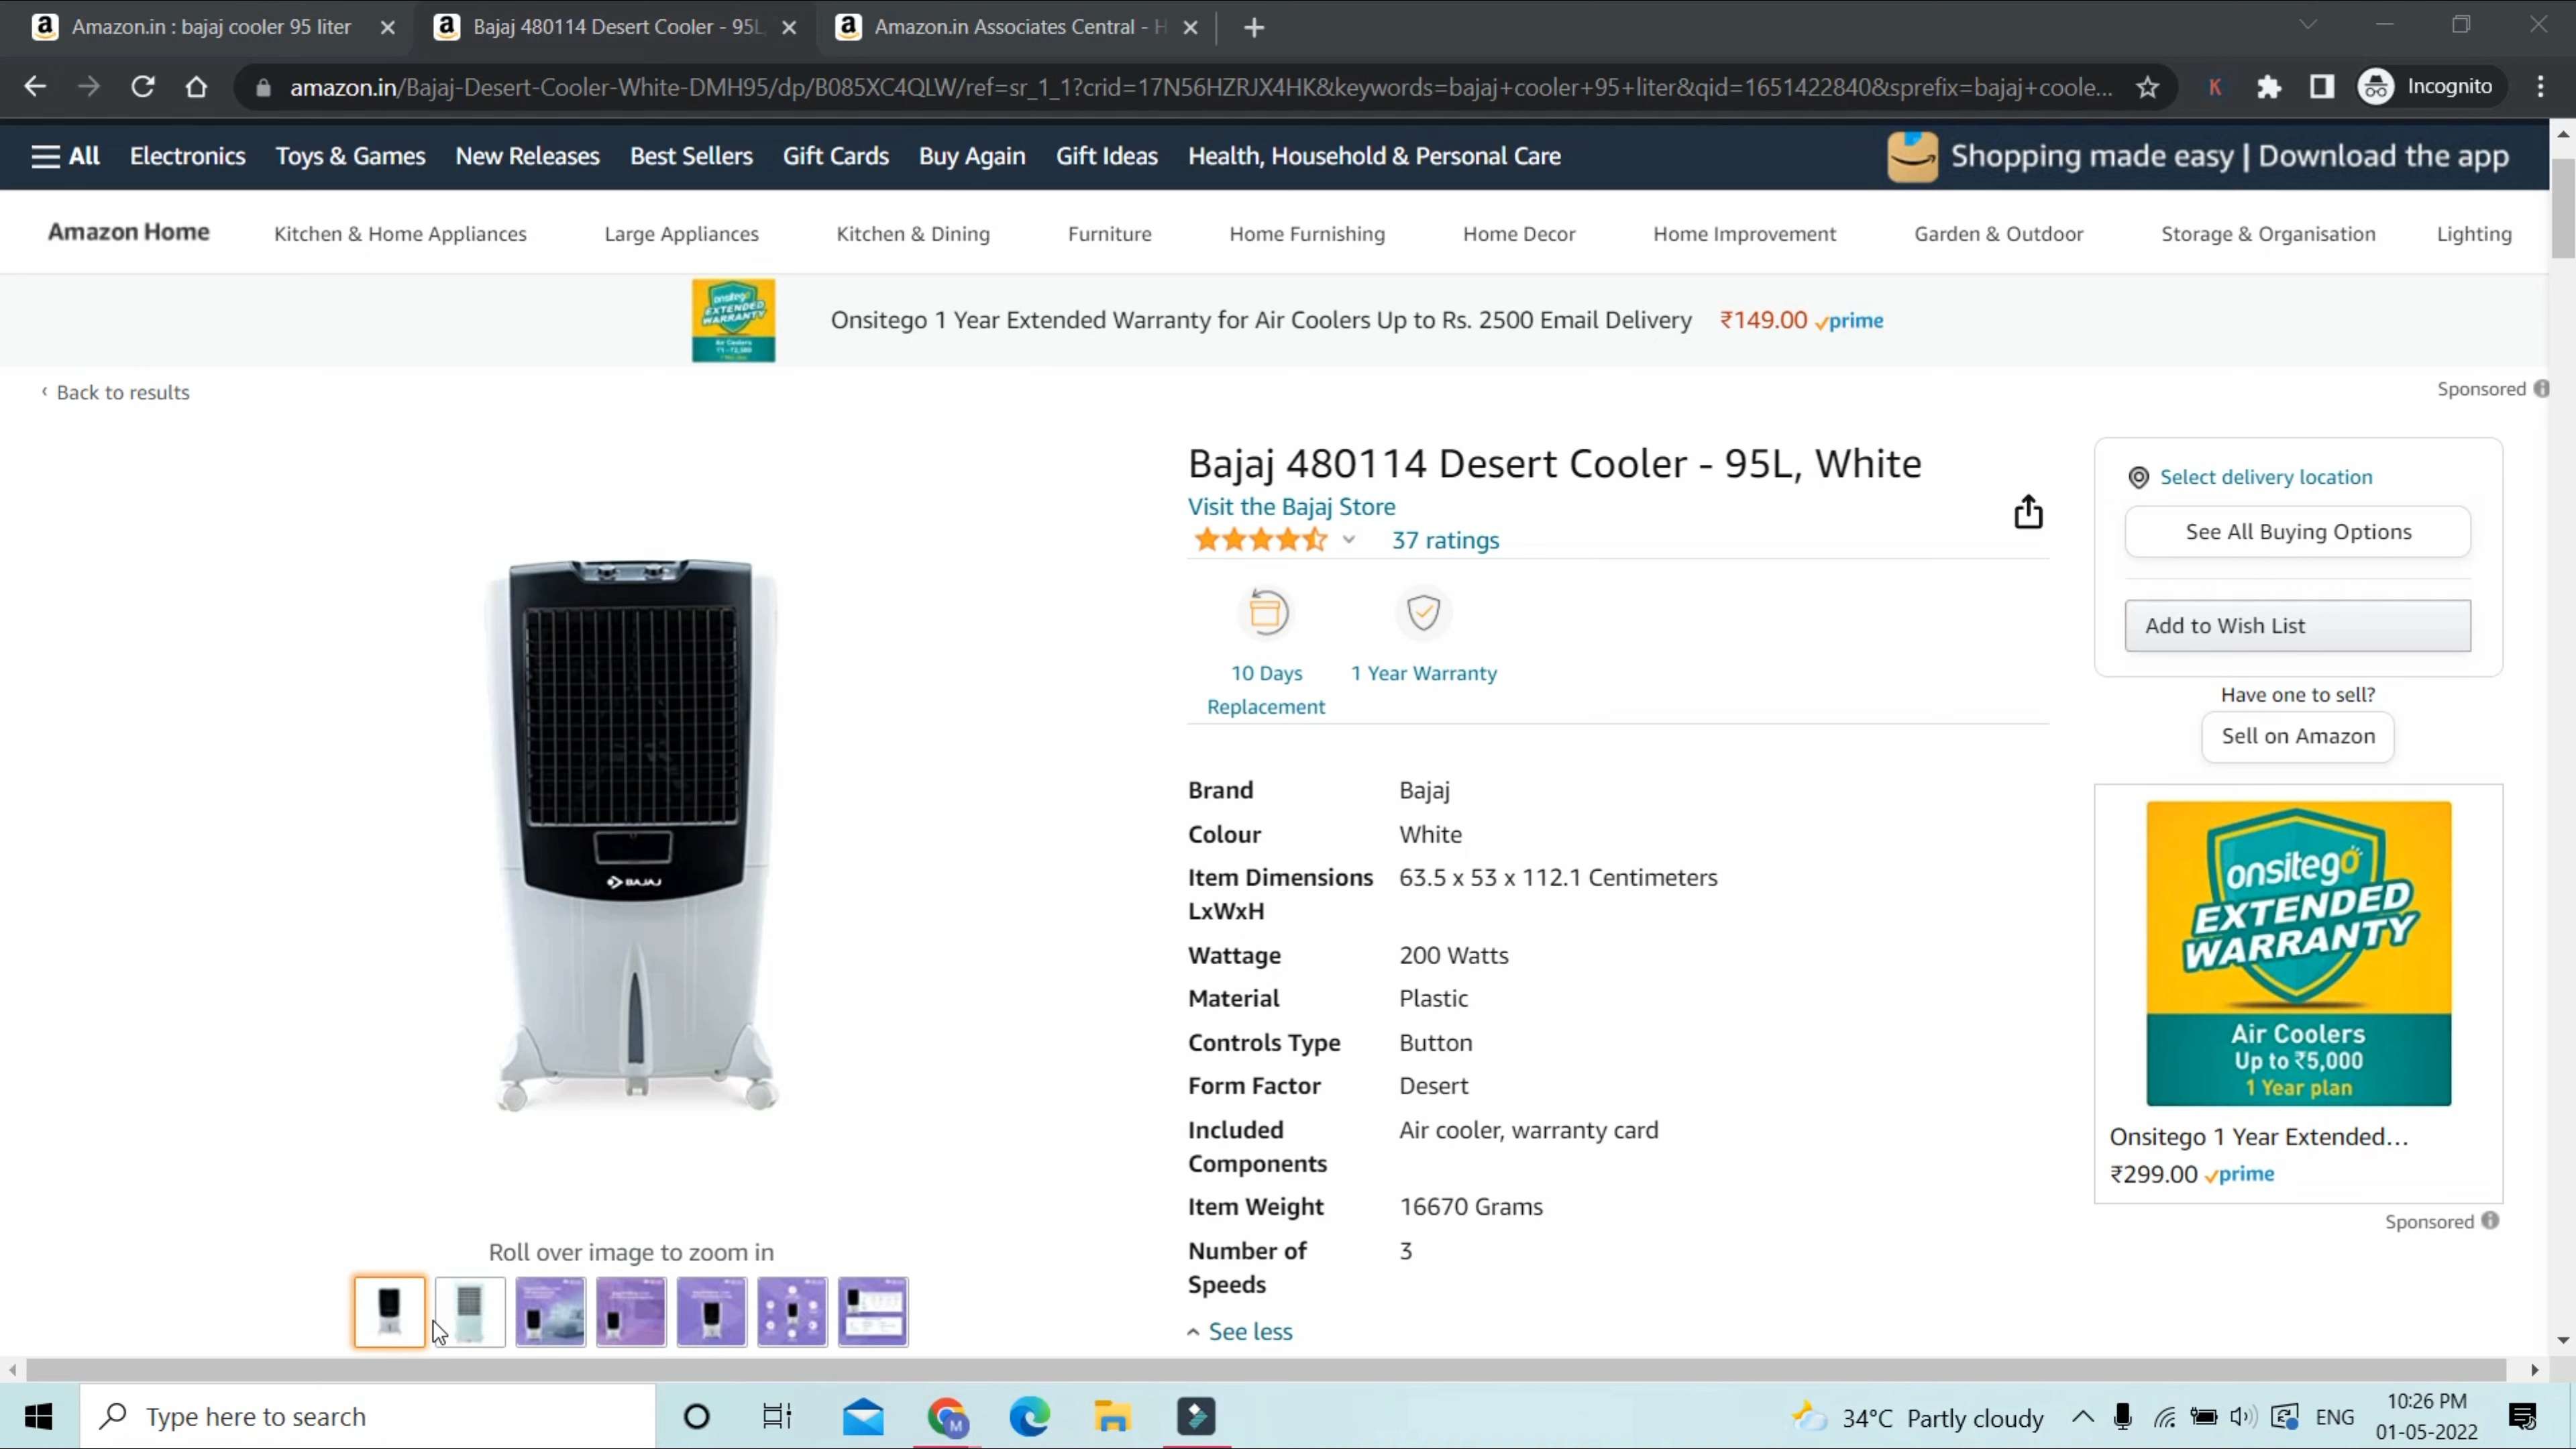 Amazon.in : bajaj cooler 95 liter
Bajaj 480114 Desert Cooler - 95L,
Amazon.in Associates Central - H
amazon.in/Bajaj-Desert-Cooler-White-DMH95/dp/B085XC4QLW/ref=sr_1_1?crid=17N56HZRJX4HK&keywords=bajaj+cooler+95+liter&qid=1651422840&sprefix=bajaj+coole...
K
Incognito
All Electronics Toys & Games New Releases Best Sellers Gift Cards Buy Again Gift Ideas Health, Household & Personal Care
Shopping made easy | Download the app
Amazon Home Kitchen & Home Appliances Large Appliances Kitchen & Dining Furniture Home Furnishing Home Decor Home Improvement Garden & Outdoor Storage & Organisation Lighting
onsitego
EXTENDED
WARRANTY
Air Coolers
Onsitego 1 Year Extended Warranty for Air Coolers Up to Rs. 2500 Email Delivery ₹149.00 prime
‹ Back to results
Sponsored
Bajaj 480114 Desert Cooler - 95L, White
Visit the Bajaj Store
37 ratings
10 Days
Replacement
1 Year Warranty
Brand Bajaj
Colour White
Item Dimensions 63.5 x 53 x 112.1 Centimeters
LxWxH
Wattage 200 Watts
Material Plastic
Controls Type Button
Form Factor Desert
Included Air cooler, warranty card
Components
Item Weight 16670 Grams
Number of 3
Speeds
See less
BAJAJ
Roll over image to zoom in
Select delivery location
See All Buying Options
Add to Wish List
Have one to sell?
Sell on Amazon
onsitego
EXTENDED
WARRANTY
Air Coolers
Up to ₹5,000
1 Year plan
Onsitego 1 Year Extended...
₹299.00 prime
Sponsored
Type here to search
M
34°C Partly cloudy
ENG
10:26 PM
01-05-2022